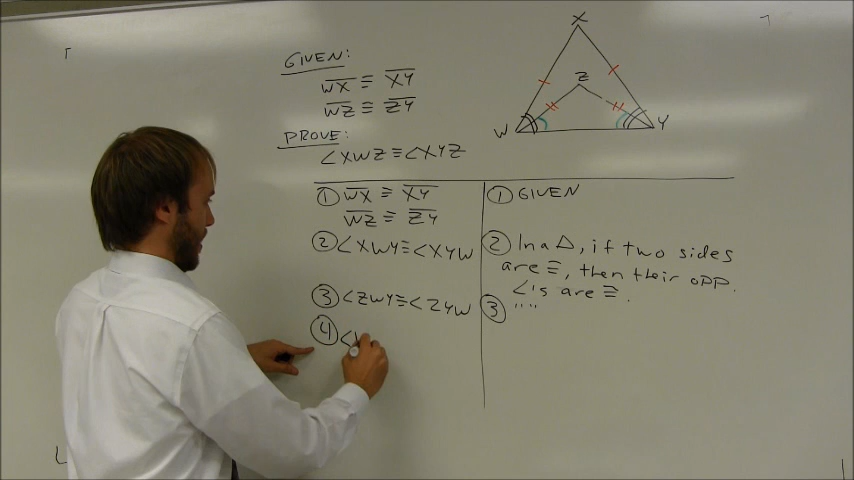 GIVEN:
WX ≅ XY
WZ ≅ ZY
PROVE:
∠XWZ ≅ ∠XYZ
X
Z
W
Y
① WX ≅ XY
WZ ≅ ZY
① GIVEN
② ∠XWY ≅ ∠XYW
② In a △, if two sides
are ≅, then their opp.
∠'s are ≅.
③ ∠ZWY ≅ ∠ZYW
③ " "
④ ∠